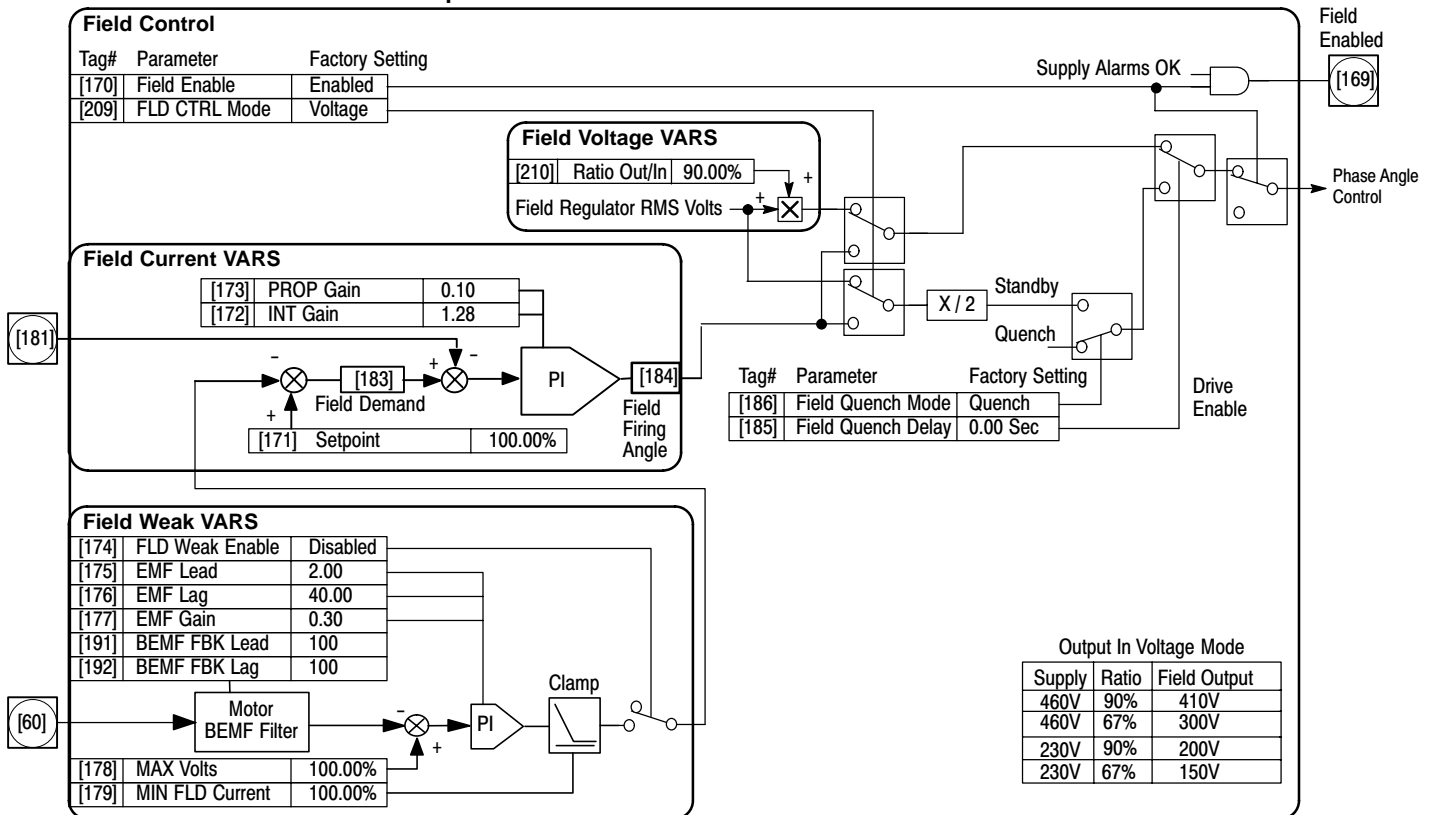 Field Control
Field Enabled
Tag# Parameter Factory Setting
[170] Field Enable Enabled
[209] FLD CTRL Mode Voltage
Supply Alarms OK
[169]
Field Voltage VARS
[210] Ratio Out/In 90.00%
+
+
Field Regulator RMS Volts
X
Phase Angle
Control
Field Current VARS
[173] PROP Gain 0.10
[172] INT Gain 1.28
[181]
−
+
−
[183]
Field Demand
PI
[184]
Field
Firing
Angle
+
[171] Setpoint 100.00%
X / 2
Standby
Quench
Tag# Parameter Factory Setting
[186] Field Quench Mode Quench
[185] Field Quench Delay 0.00 Sec
Drive
Enable
Field Weak VARS
[174] FLD Weak Enable Disabled
[175] EMF Lead 2.00
[176] EMF Lag 40.00
[177] EMF Gain 0.30
[191] BEMF FBK Lead 100
[192] BEMF FBK Lag 100
[60]
Motor
BEMF Filter
−
+
PI
Clamp
[178] MAX Volts 100.00%
[179] MIN FLD Current 100.00%
Output In Voltage Mode
Supply Ratio Field Output
460V 90% 410V
460V 67% 300V
230V 90% 200V
230V 67% 150V